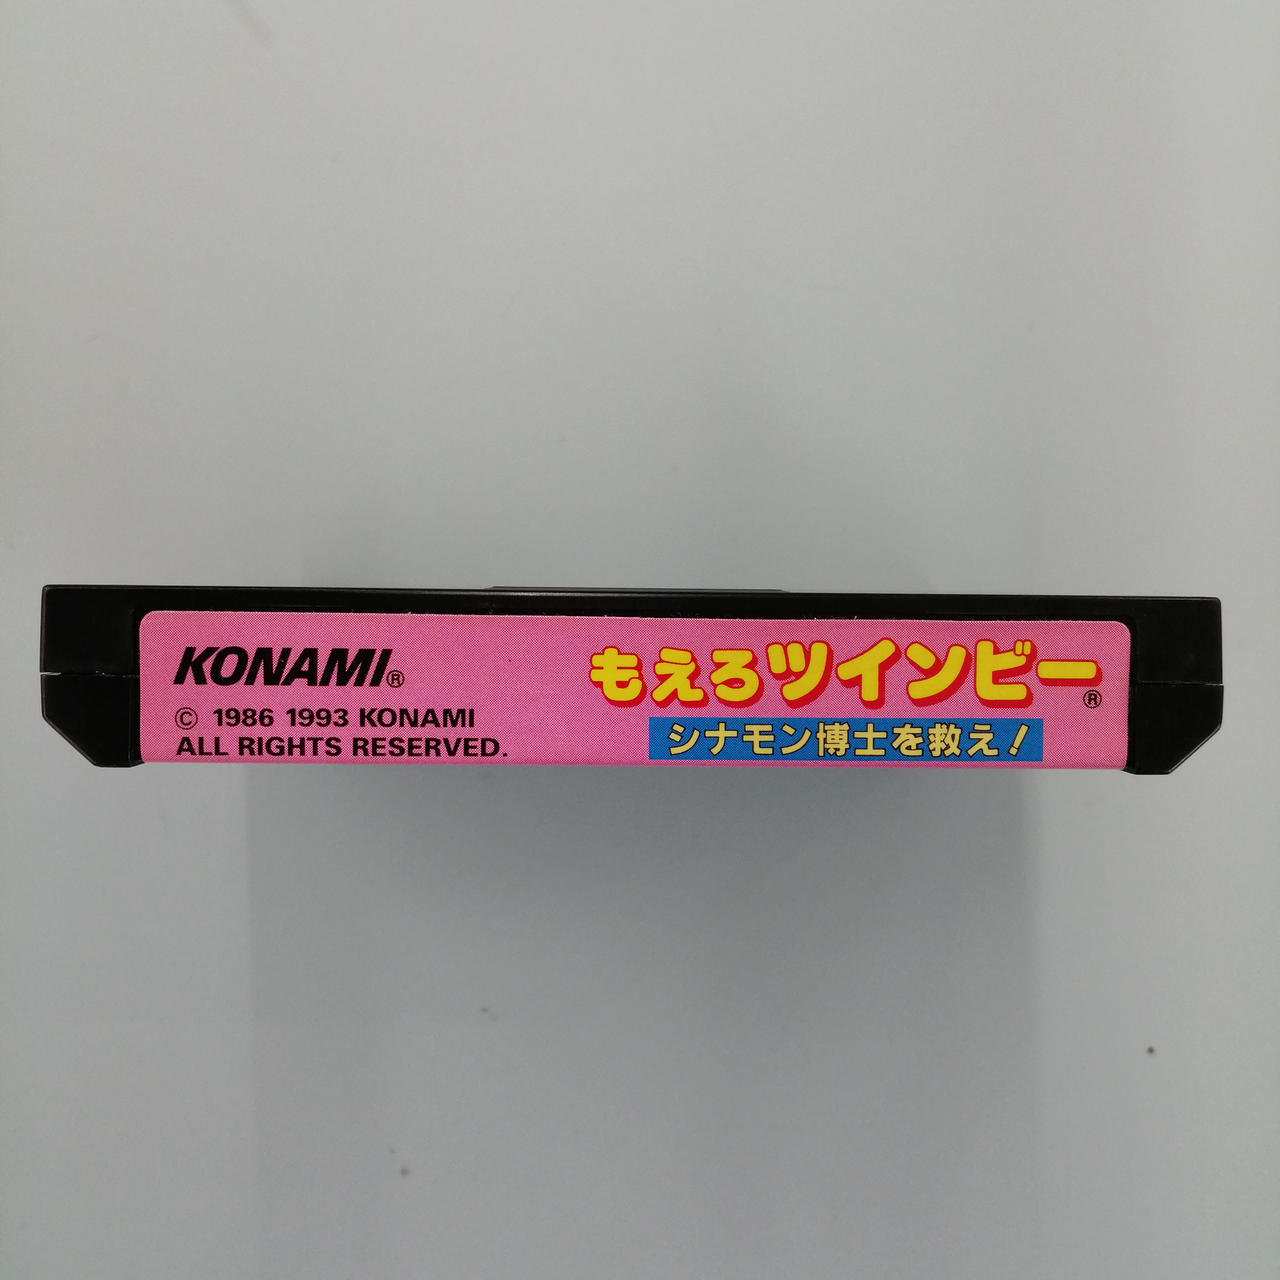 KONAMI®
© 1986 1993 KONAMI
ALL RIGHTS RESERVED.
もえろツインビー®
シナモン博士を救え!